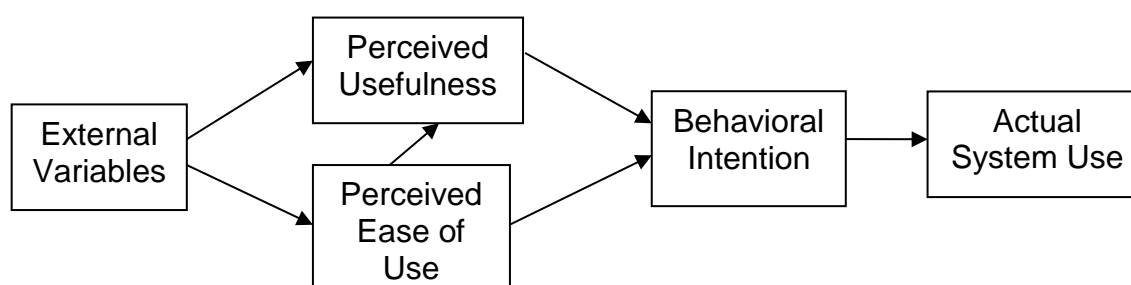 External
Variables
Perceived
Usefulness
Perceived
Ease of
Use
Behavioral
Intention
Actual
System Use